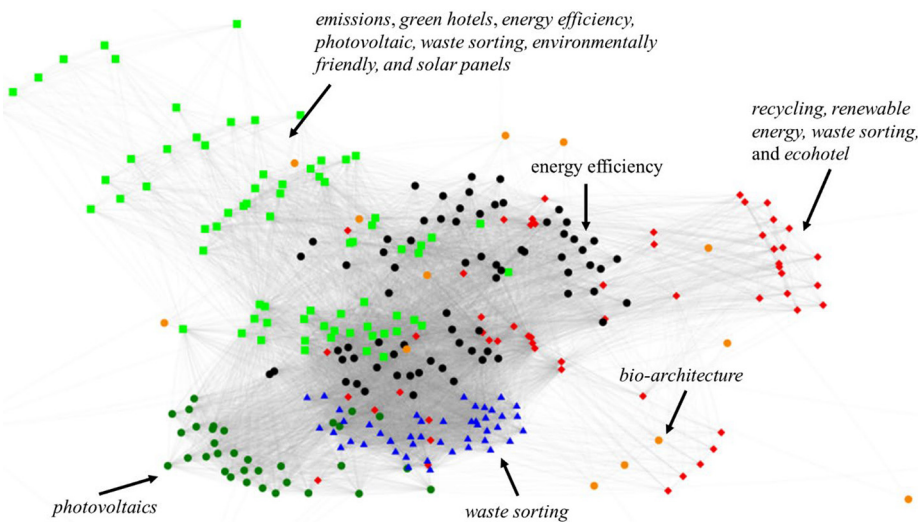 emissions, green hotels, energy efficiency,
photovoltaic, waste sorting, environmentally
friendly, and solar panels
recycling, renewable
energy, waste sorting,
and ecohotel
energy efficiency
bio-architecture
photovoltaics
waste sorting